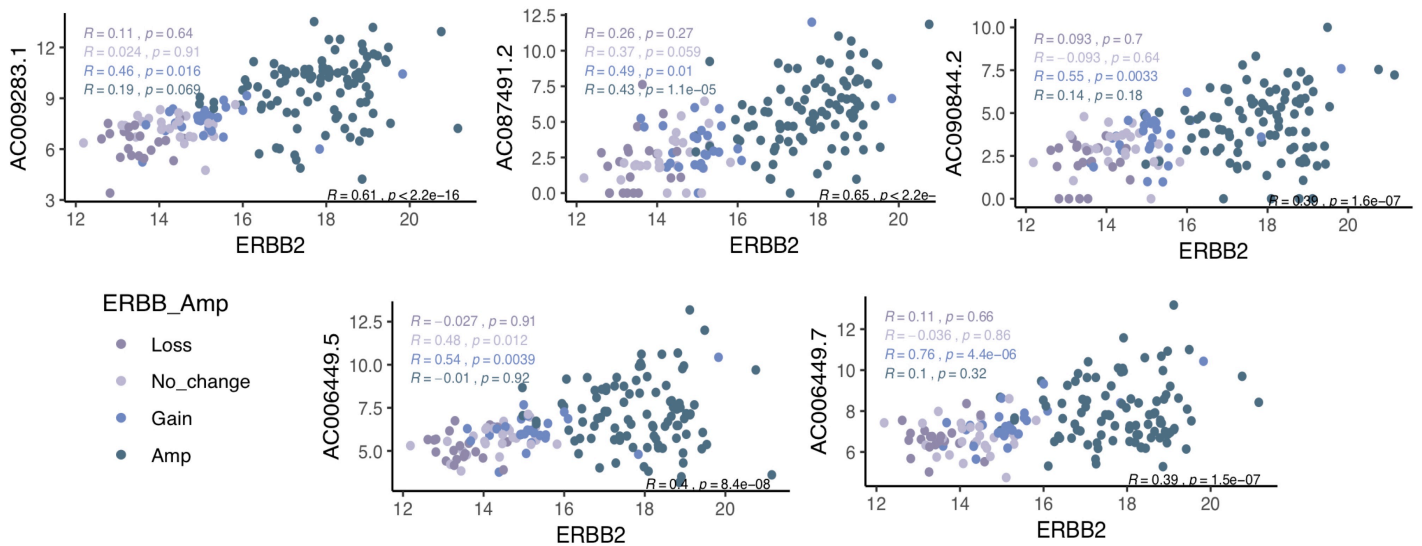 AC009283.1
R = 0.11 , p = 0.64
R = 0.024 , p = 0.91
R = 0.46 , p = 0.016
R = 0.19 , p = 0.069
12
9
6
3
R = 0.61 , p < 2.2e−16
12 14 16 18 20
ERBB2
AC087491.2
R = 0.26 , p = 0.27
R = 0.37 , p = 0.059
R = 0.49 , p = 0.01
R = 0.43 , p = 1.1e−05
12.5
10.0
7.5
5.0
2.5
0.0
R = 0.65 , p < 2.2e−
12 14 16 18 20
ERBB2
AC090844.2
R = 0.093 , p = 0.7
R = −0.093 , p = 0.64
R = 0.55 , p = 0.0033
R = 0.14 , p = 0.18
10.0
7.5
5.0
2.5
0.0
R = 0.39 , p = 1.6e−07
12 14 16 18 20
ERBB2
ERBB_Amp
Loss
No_change
Gain
Amp
AC006449.5
R = −0.027 , p = 0.91
R = 0.48 , p = 0.012
R = 0.54 , p = 0.0039
R = −0.01 , p = 0.92
12.5
10.0
7.5
5.0
R = 0.4 , p = 8.4e−08
12 14 16 18 20
ERBB2
AC006449.7
R = 0.11 , p = 0.66
R = −0.036 , p = 0.86
R = 0.76 , p = 4.4e−06
R = 0.1 , p = 0.32
12
10
8
6
R = 0.39 , p = 1.5e−07
12 14 16 18 20
ERBB2